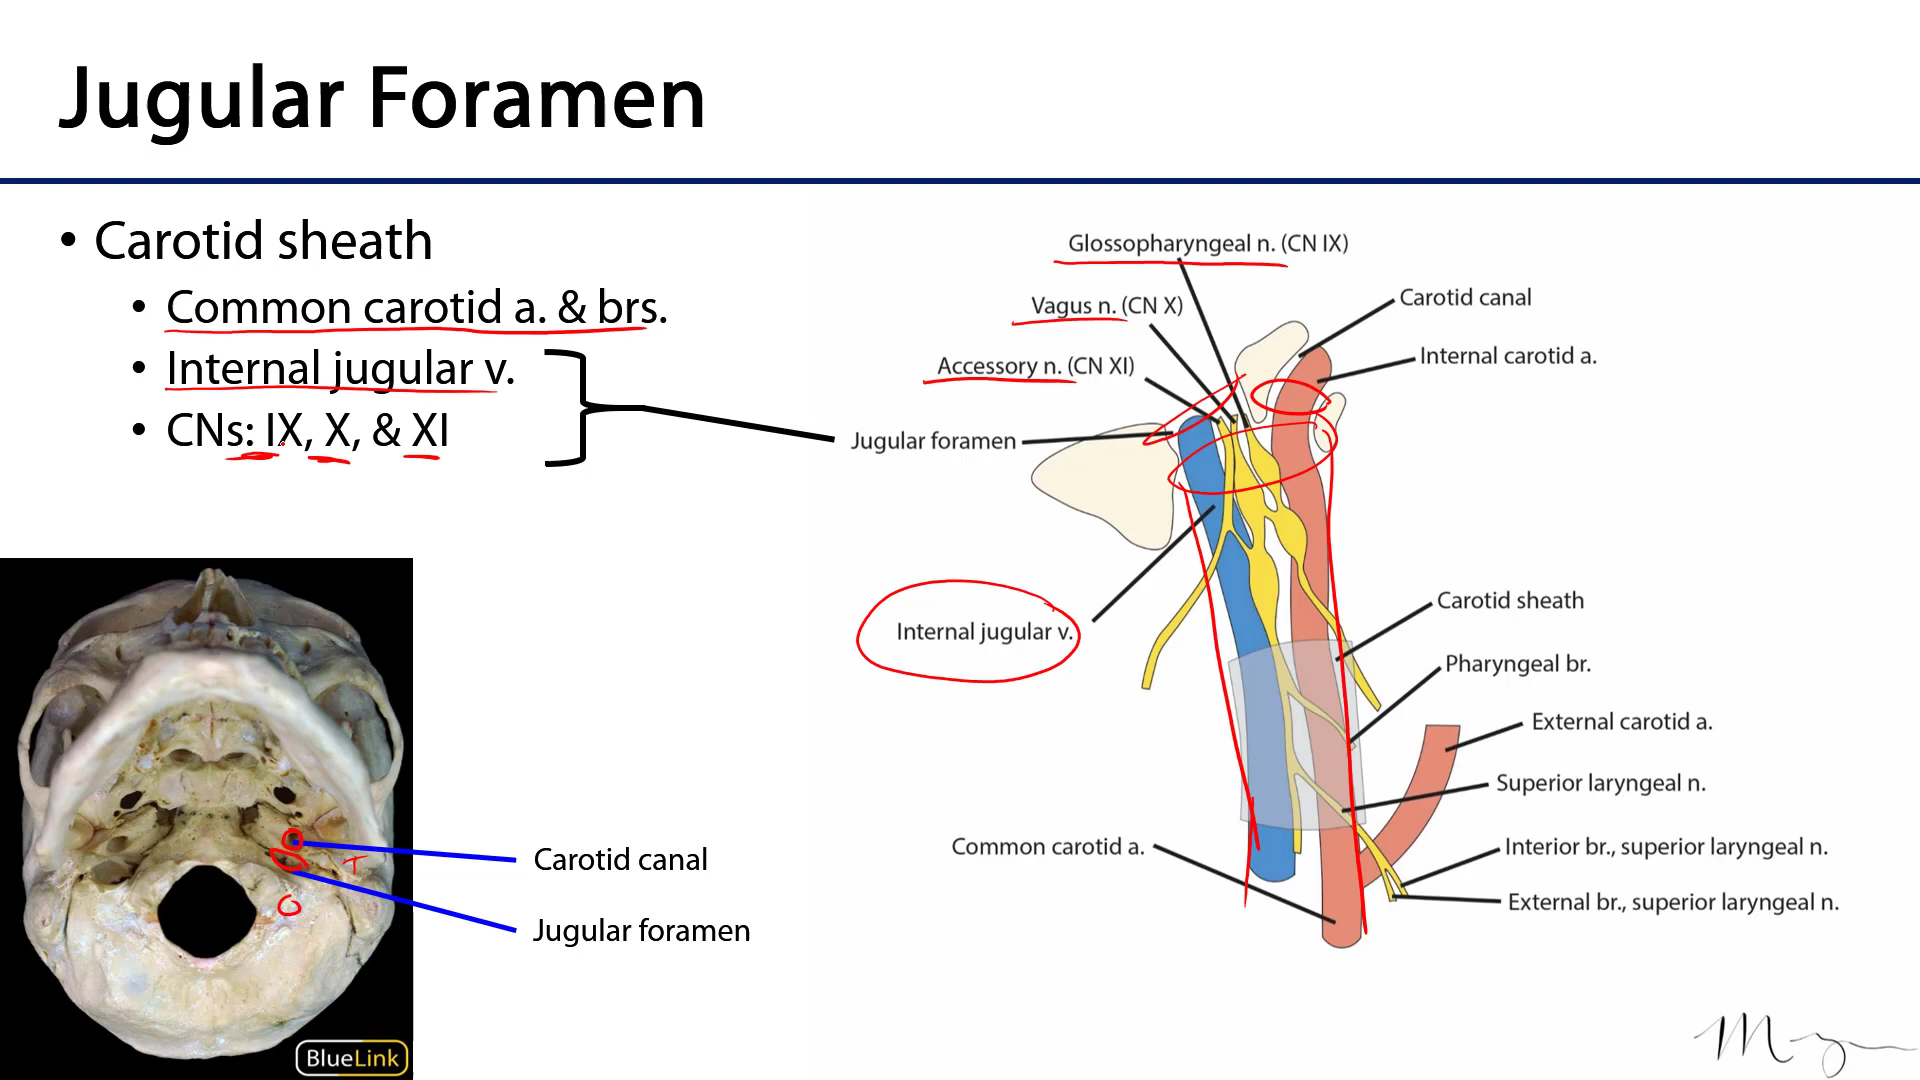 Jugular Foramen
• Carotid sheath
• Common carotid a. & brs.
• Internal jugular v.
• CNs: IX, X, & XI
Glossopharyngeal n. (CN IX)
Vagus n. (CN X)
Accessory n. (CN XI)
Jugular foramen
Carotid canal
Internal carotid a.
Internal jugular v.
Carotid sheath
Pharyngeal br.
External carotid a.
Superior laryngeal n.
Common carotid a.
Interior br., superior laryngeal n.
External br., superior laryngeal n.
T
O
Carotid canal
Jugular foramen
BlueLink